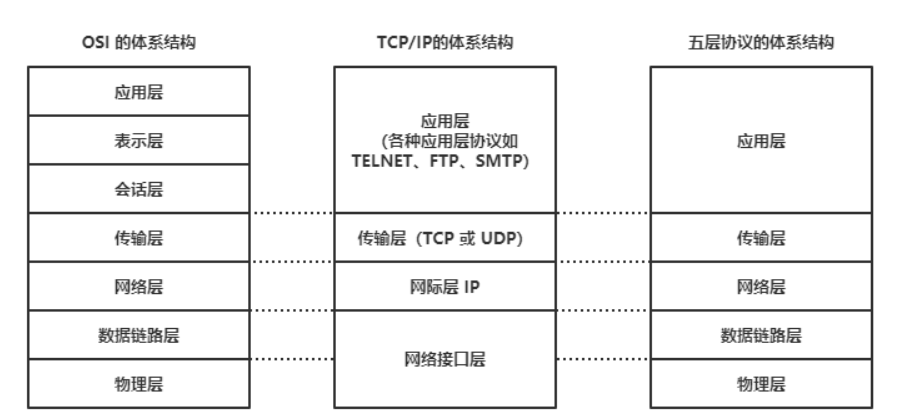 OSI 的体系结构
TCP/IP的体系结构
五层协议的体系结构
应用层
表示层
会话层
传输层
网络层
数据链路层
物理层
应用层
(各种应用层协议如
TELNET、FTP、SMTP)
传输层（TCP 或 UDP）
网际层 IP
网络接口层
应用层
传输层
网络层
数据链路层
物理层